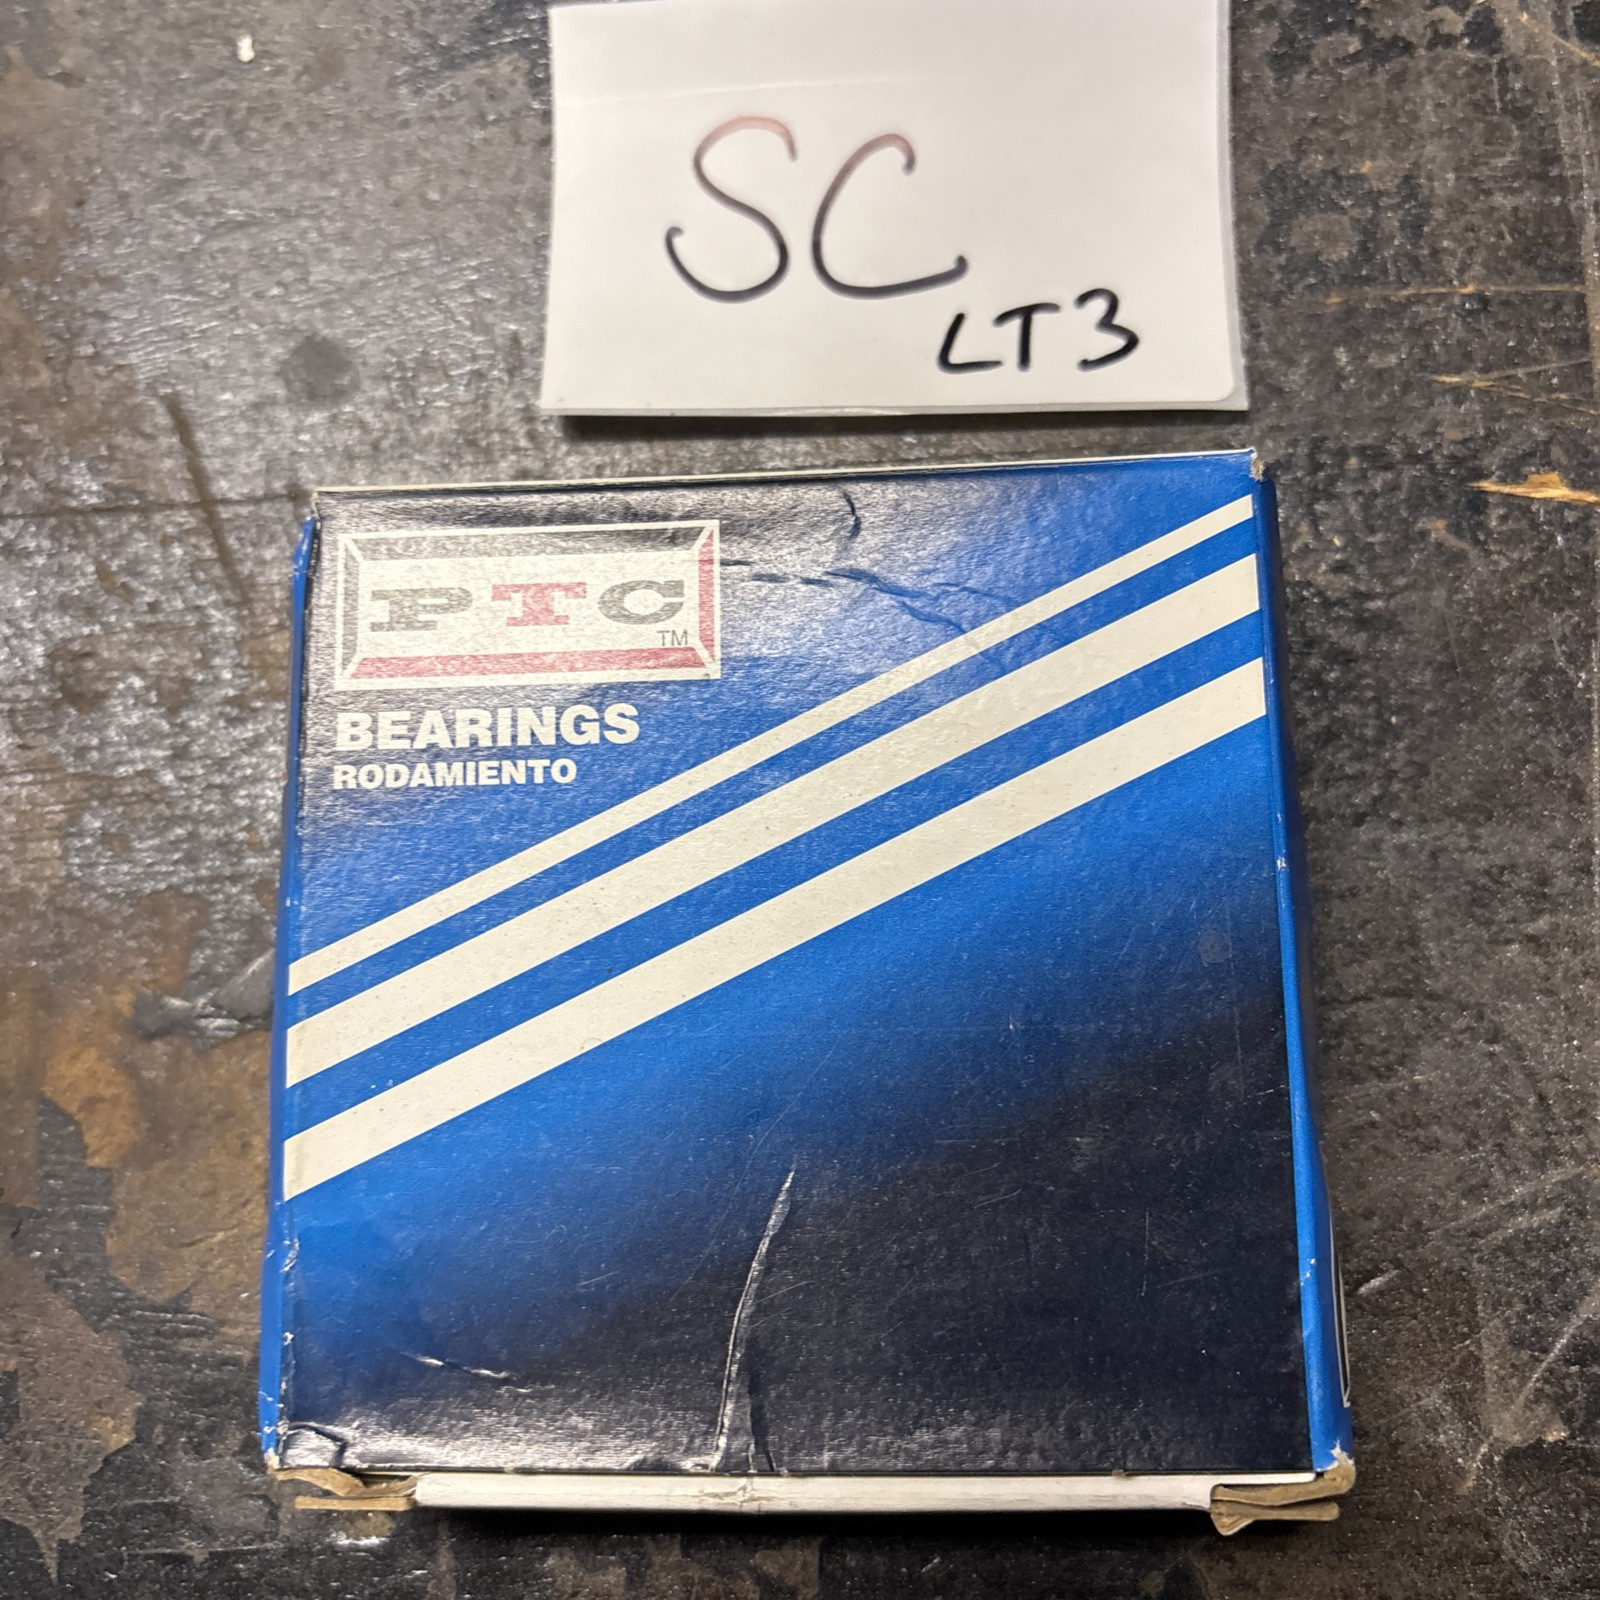 SC
LT3
PTC
TM
BEARINGS
RODAMIENTO